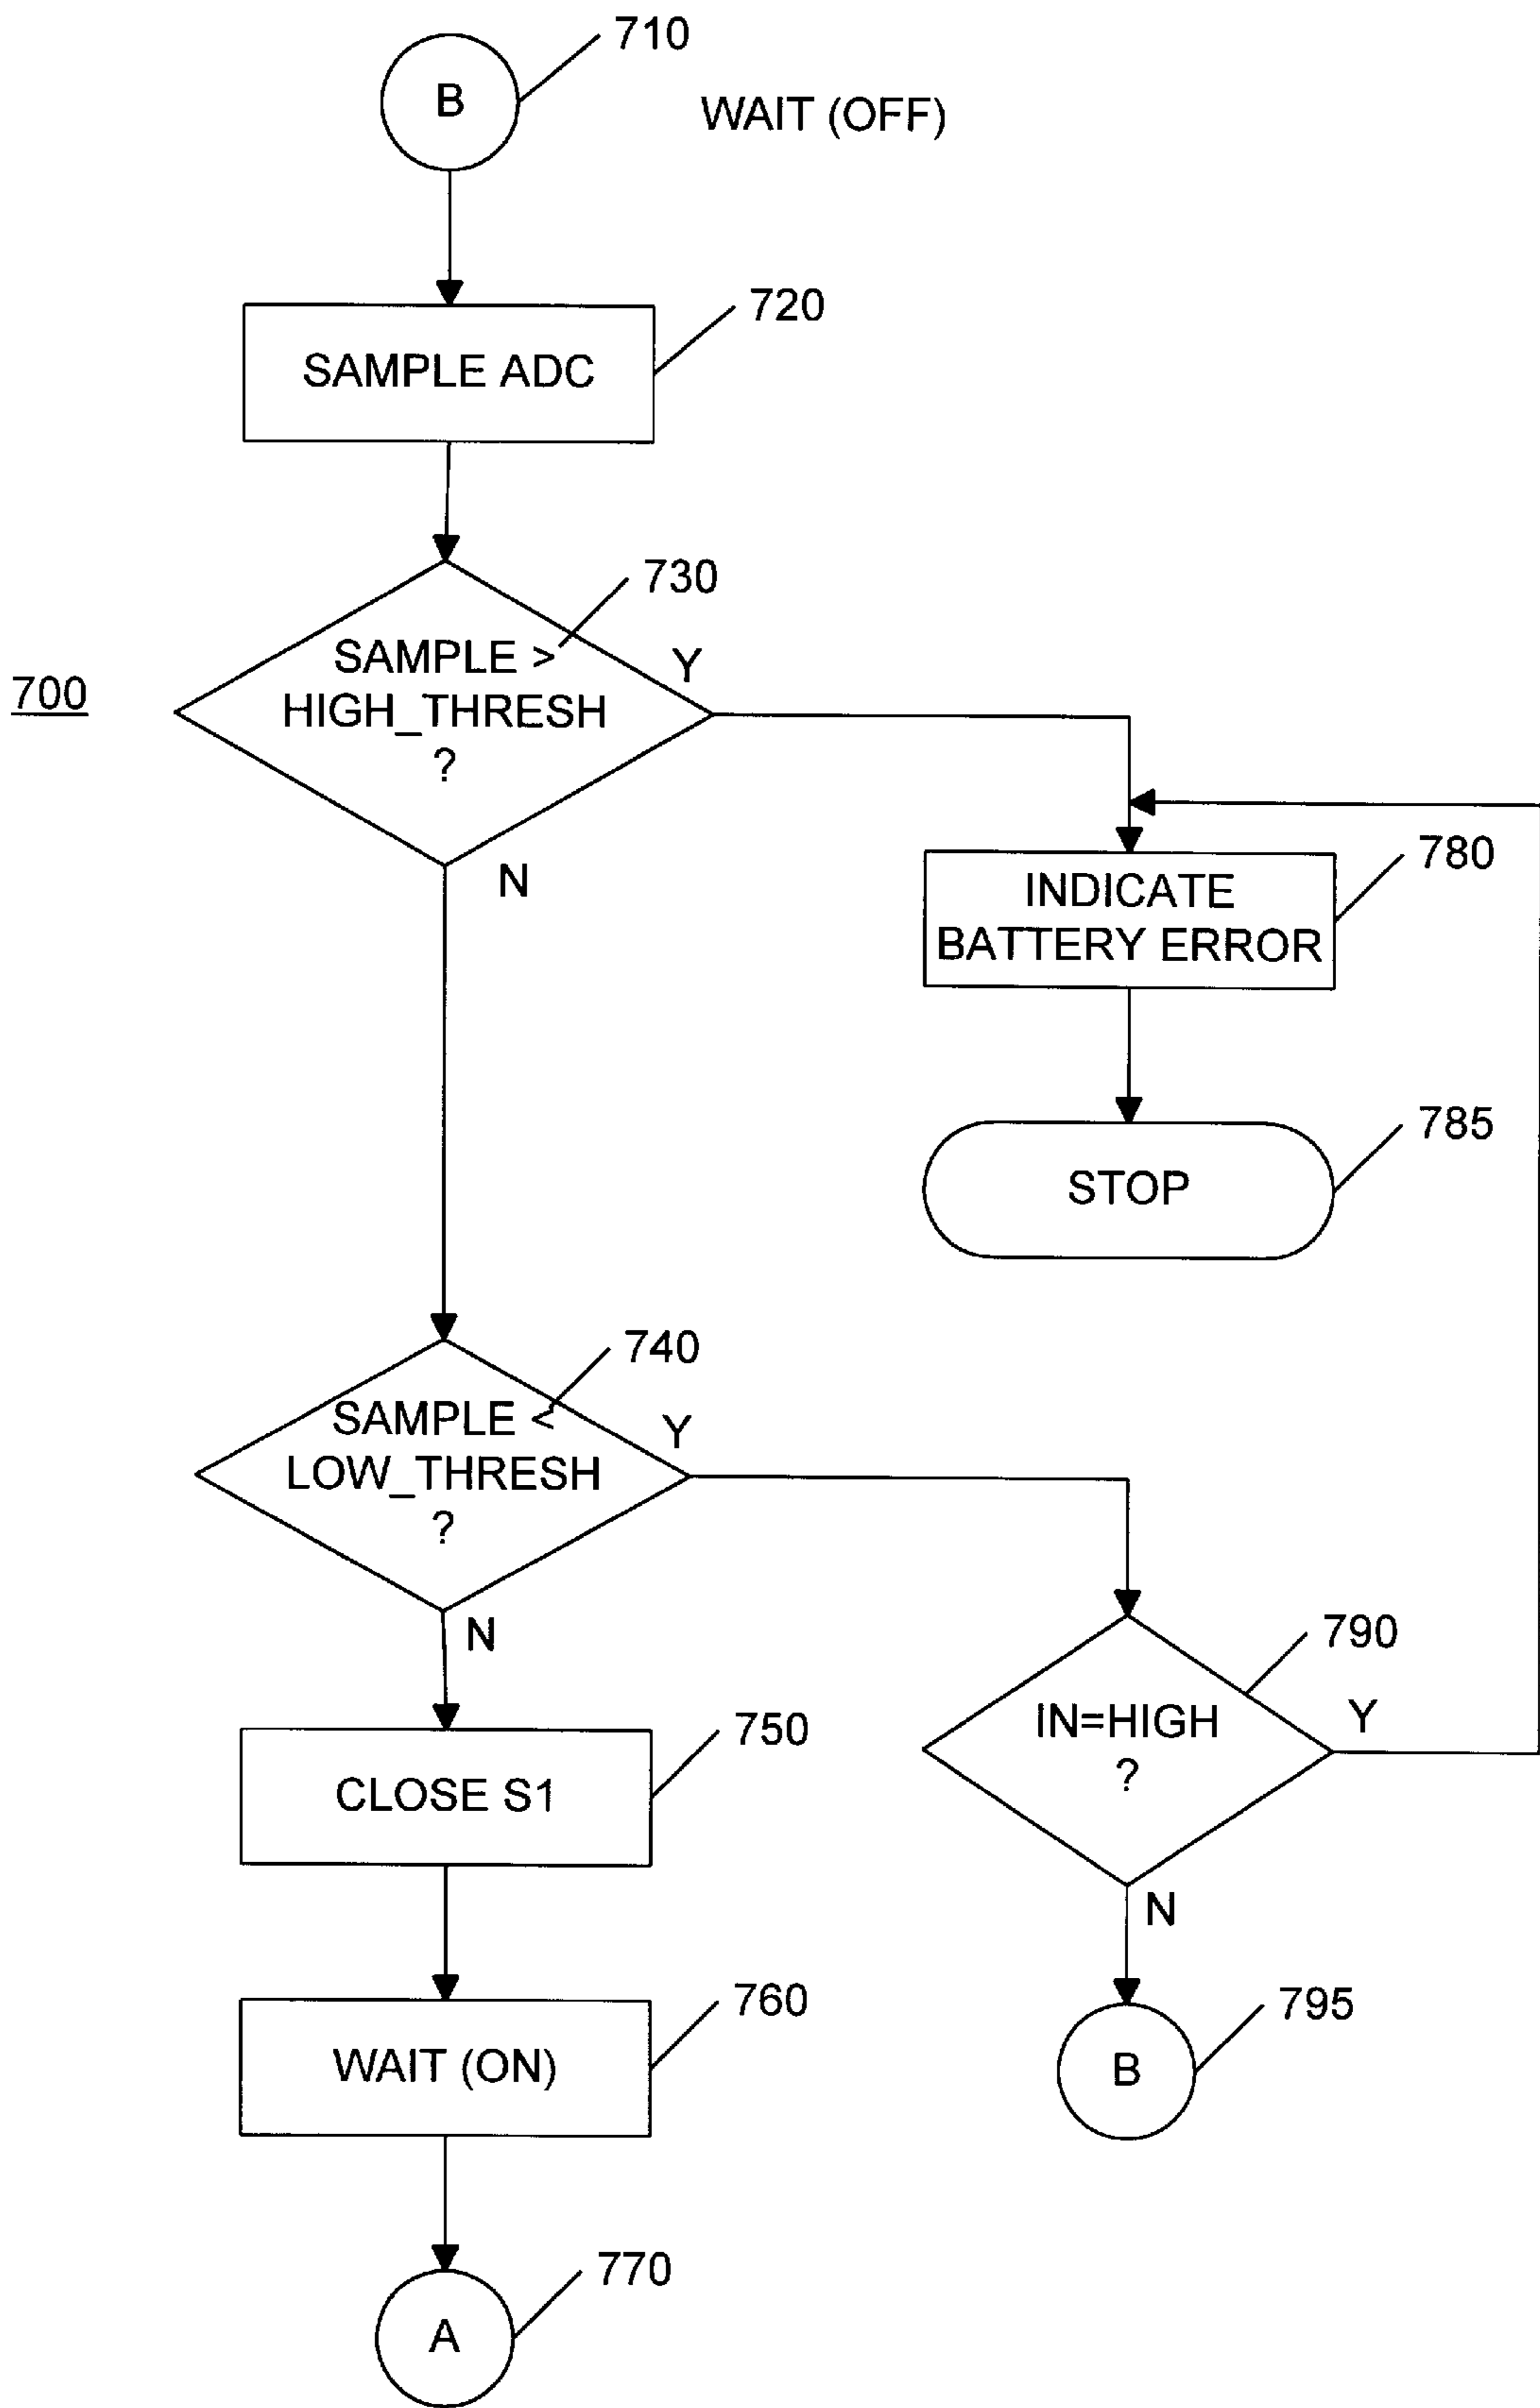 710
B
WAIT (OFF)
720
SAMPLE ADC
730
SAMPLE >
Y
700
HIGH_THRESH
?
N
780
INDICATE
BATTERY ERROR
785
STOP
740
SAMPLE <
Y
LOW_THRESH
?
N
790
IN=HIGH
Y
?
750
CLOSE S1
N
760
795
WAIT (ON)
B
770
A